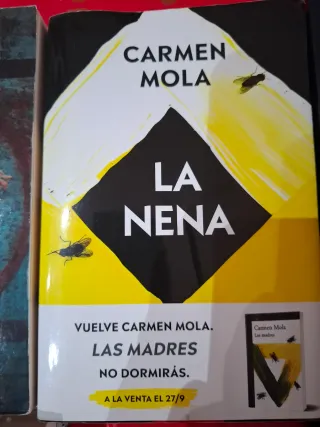 CARMEN
MOLA
LA
NENA
VUELVE CARMEN MOLA.
LAS MADRES
NO DORMIRÁS.
A LA VENTA EL 27/9
Carmen Mola
Las madres